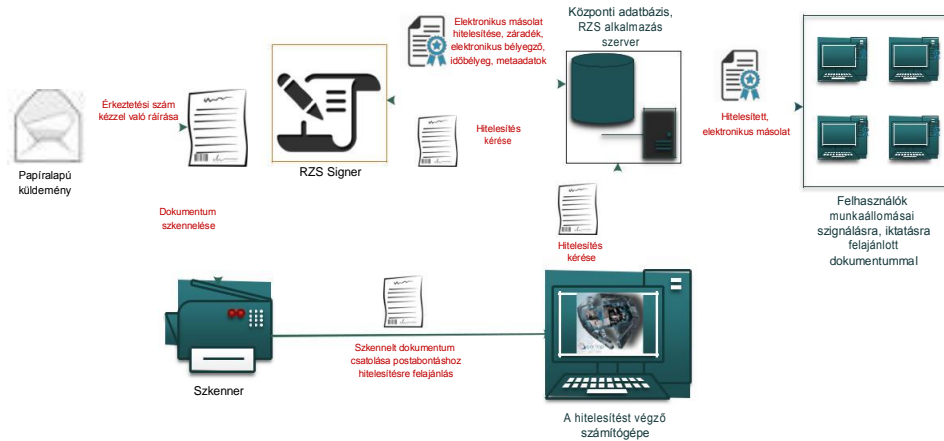 Elektronikus másolat
hitelesítése, záradék,
elektronikus bélyegző,
időbélyeg, metaadatok
Központi adatbázis,
RZS alkalmazás
szerver
Érkeztetési szám
kézzel való ráírása
Hitelesítés
kérése
Hitelesített,
elektronikus másolat
Papíralapú
küldemény
RZS Signer
Felhasználók
munkaállomásai
szignálásra, iktatásra
felajánlott
dokumentummal
Dokumentum
szkennelése
Hitelesítés
kérése
Szkennelt dokumentum
csatolása postabontáshoz
hitelesítésre felajánlás
Szkenner
A hitelesítést végző
számítógépe